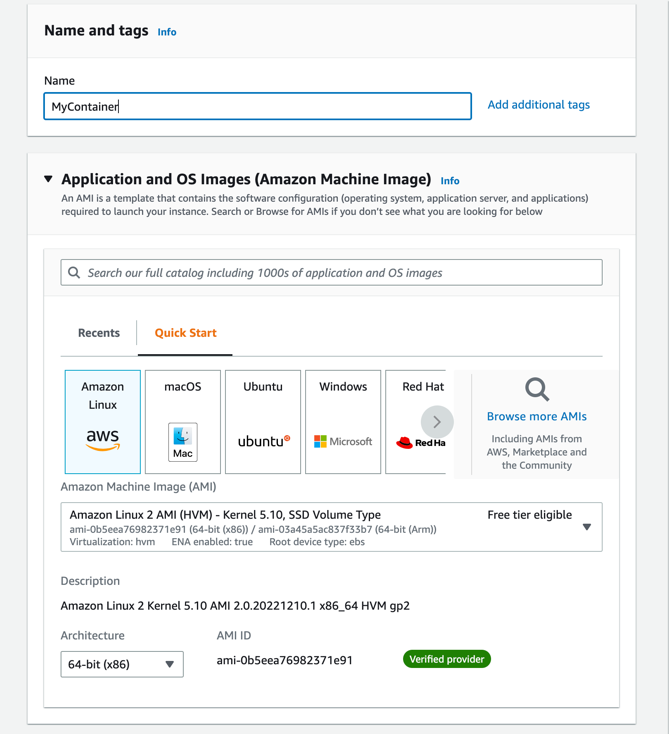 Name and tags Info
Name
MyContainer
Add additional tags
Application and OS Images (Amazon Machine Image) Info
An AMI is a template that contains the software configuration (operating system, application server, and applications)
required to launch your instance. Search or Browse for AMIs if you don't see what you are looking for below
Search our full catalog including 1000s of application and OS images
Recents
Quick Start
Amazon
Linux
aws
macOS
Mac
Ubuntu
ubuntu
Windows
Microsoft
Red Hat
Red Ha
Browse more AMIs
Including AMIs from
AWS, Marketplace and
the Community
Amazon Machine Image (AMI)
Amazon Linux 2 AMI (HVM) - Kernel 5.10, SSD Volume Type
Free tier eligible
ami-0b5eea76982371e91 (64-bit (x86)) / ami-03a45a5ac837f33b7 (64-bit (Arm))
Virtualization: hvm ENA enabled: true Root device type: ebs
Description
Amazon Linux 2 Kernel 5.10 AMI 2.0.20221210.1 x86_64 HVM gp2
Architecture
AMI ID
64-bit (x86)
ami-0b5eea76982371e91
Verified provider